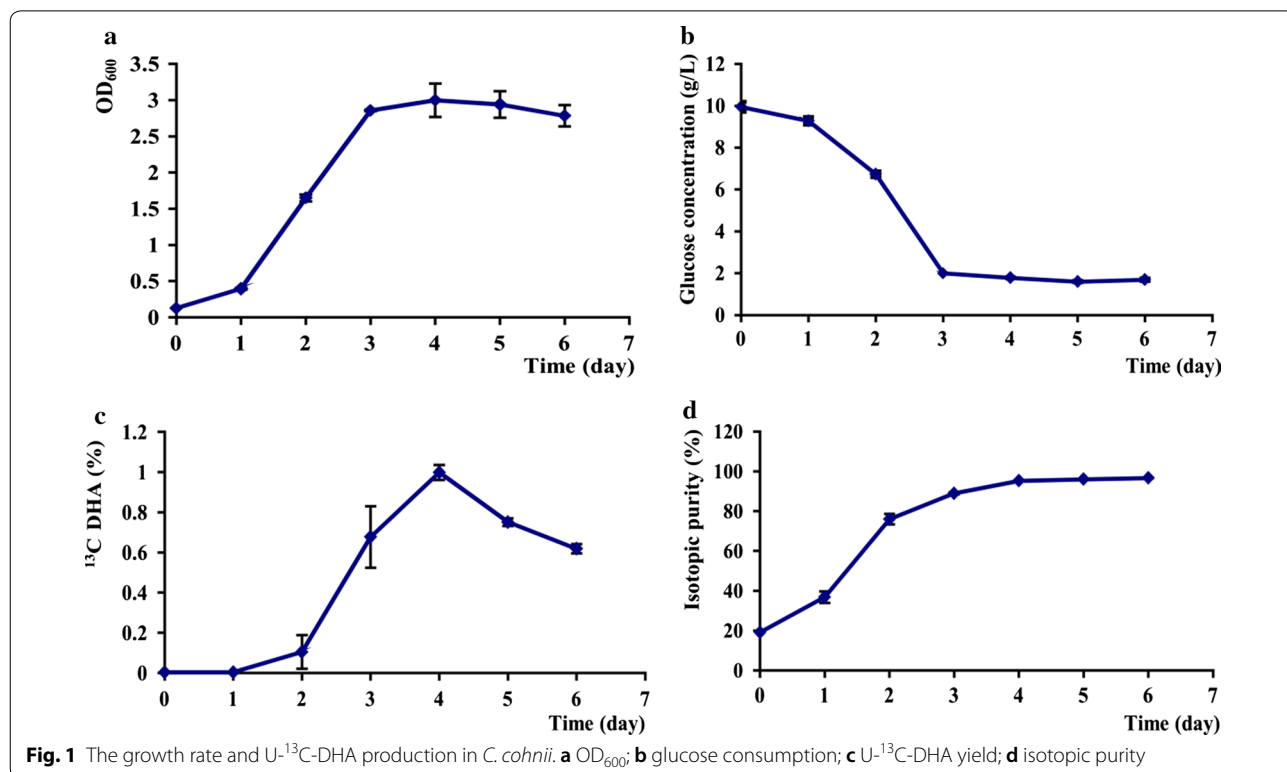 a
OD600
3.5
3
2.5
2
1.5
1
0.5
0
0 1 2 3 4 5 6 7
Time (day)
b
Glucose concentration (g/L)
12
10
8
6
4
2
0
0 1 2 3 4 5 6 7
Time (day)
c
13C DHA (%)
1.2
1
0.8
0.6
0.4
0.2
0
0 1 2 3 4 5 6 7
Time (day)
d
Isotopic purity (%)
120
100
80
60
40
20
0
0 1 2 3 4 5 6 7
Time (day)
Fig. 1 The growth rate and U-13C-DHA production in C. cohnii. a OD600; b glucose consumption; c U-13C-DHA yield; d isotopic purity